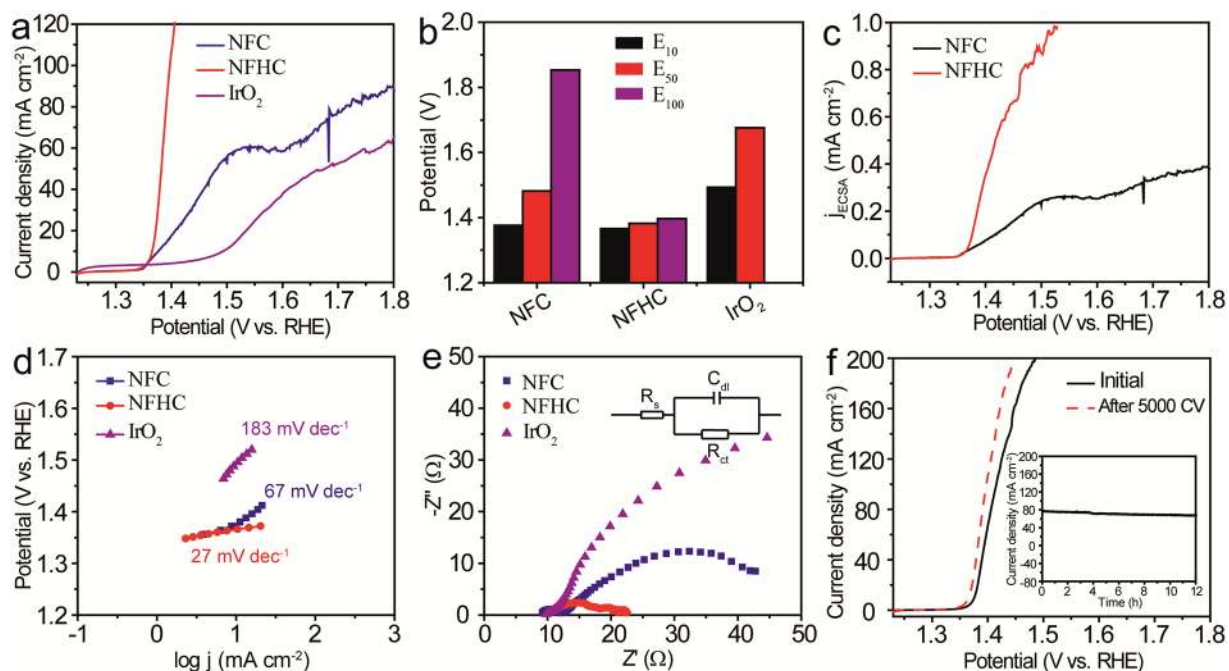 a
120
100
80
60
40
20
0
Current density (mA cm⁻²)
NFC
NFHC
IrO₂
1.3 1.4 1.5 1.6 1.7 1.8
Potential (V vs. RHE)
b
2.0
1.8
1.6
1.4
1.2
Potential (V)
E₁₀
E₅₀
E₁₀₀
NFC NFHC IrO₂
c
1.0
0.8
0.6
0.4
0.2
0.0
j_ECSA (mA cm⁻²)
NFC
NFHC
1.3 1.4 1.5 1.6 1.7 1.8
Potential (V vs. RHE)
d
1.7
1.6
1.5
1.4
1.3
1.2
Potential (V vs. RHE)
NFC
NFHC
IrO₂
183 mV dec⁻¹
67 mV dec⁻¹
27 mV dec⁻¹
-1 0 1 2 3
log j (mA cm⁻²)
e
50
40
30
20
10
0
-Z" (Ω)
NFC
NFHC
IrO₂
Rs
Cdl
Rct
0 10 20 30 40 50
Z' (Ω)
f
200
160
120
80
40
0
Current density (mA cm⁻²)
Initial
After 5000 CV
200
160
120
80
40
0
-40
-80
Current density (mA cm⁻²)
0 2 4 6 8 10 12
Time (h)
1.3 1.4 1.5 1.6 1.7 1.8
Potential (V vs. RHE)